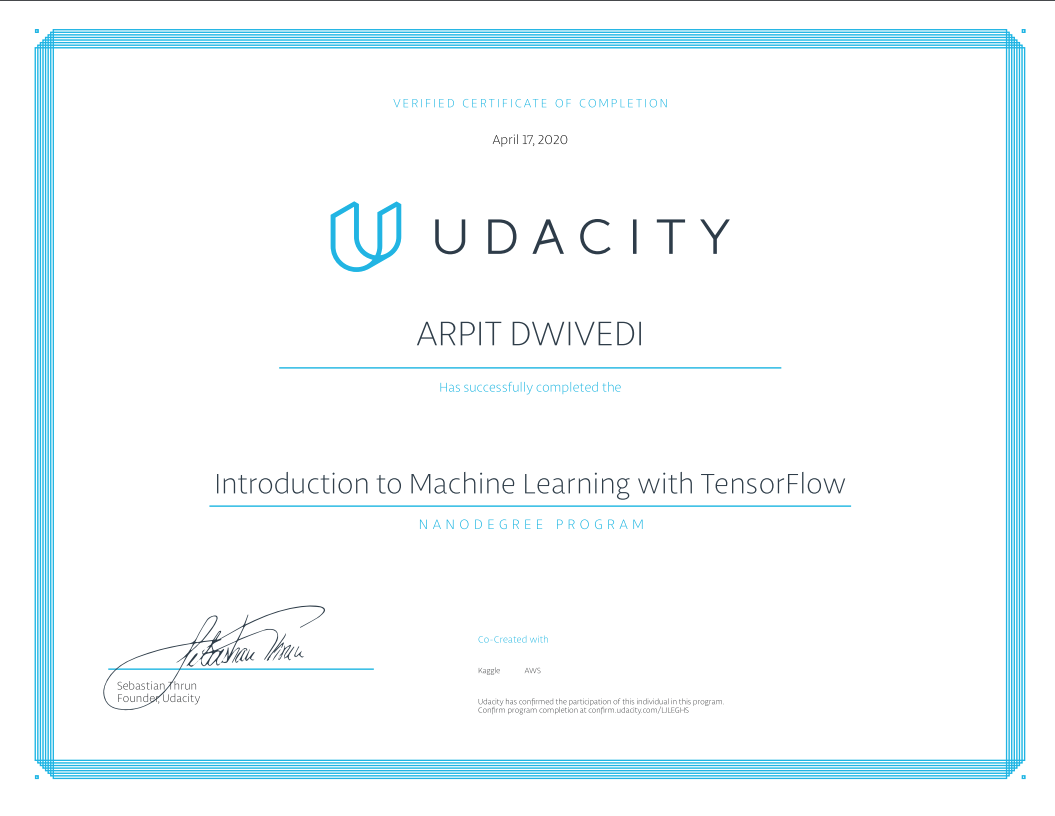 VERIFIED CERTIFICATE OF COMPLETION
April 17, 2020
UDACITY
ARPIT DWIVEDI
Has successfully completed the
Introduction to Machine Learning with TensorFlow
NANODEGREE PROGRAM
Sebastian Thrun
Sebastian Thrun
Founder, Udacity
Co-Created with
Kaggle AWS
Udacity has confirmed the participation of this individual in this program.
Confirm program completion at confirm.udacity.com/LJLEGHS